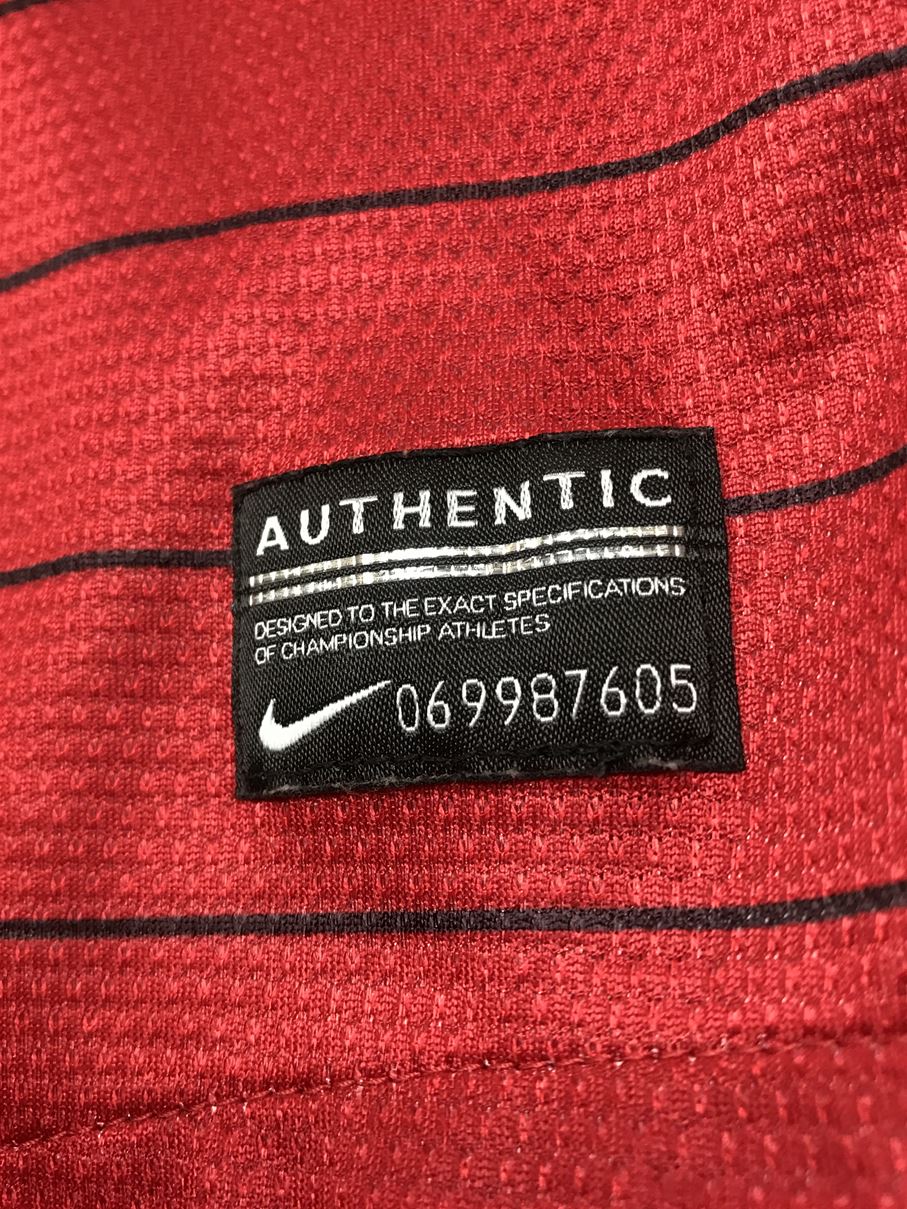 AUTHENTIC
DESIGNED TO THE EXACT SPECIFICATIONS
OF CHAMPIONSHIP ATHLETES
069987605